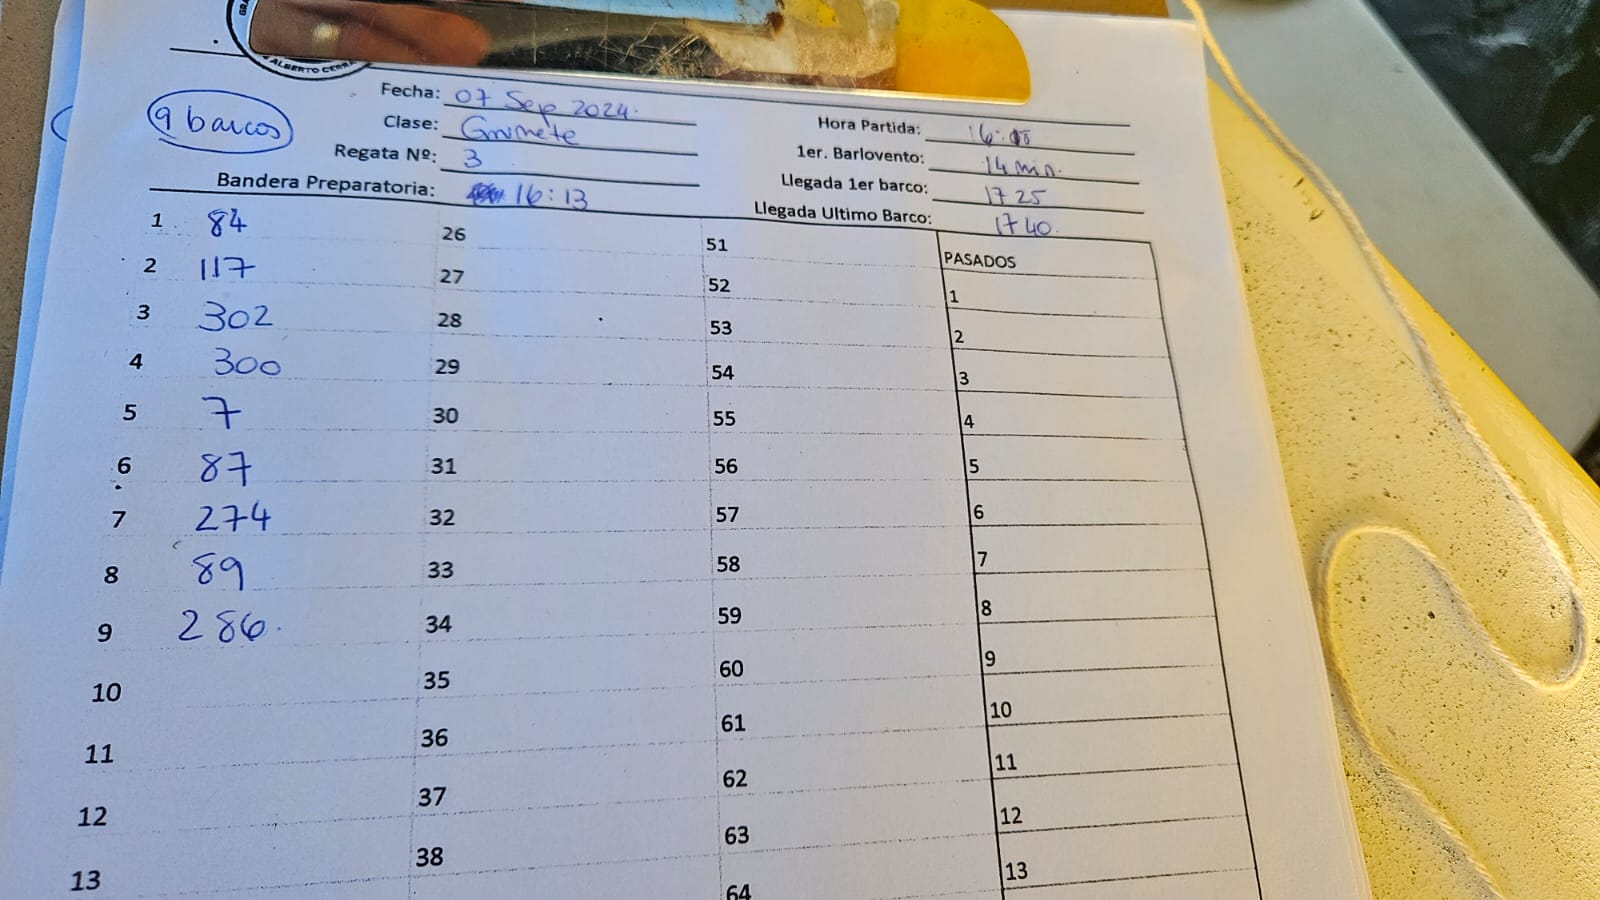 ALBERTO CERRA
9 barcos
Fecha: 07 Sep 2024.
Clase: Grumete
Regata Nº: 3
Bandera Preparatoria: 16:13
Hora Partida: 16:18
1er. Barlovento: 14 min.
Llegada 1er barco: 17 25
Llegada Ultimo Barco: 17 40.
1 84 26 51 PASADOS
2 117 27 52 1
3 302 28 53 2
4 300 29 54 3
5 7 30 55 4
6 87 31 56 5
7 274 32 57 6
8 89 33 58 7
9 286. 34 59 8
10 35 60 9
11 36 61 10
12 37 62 11
13 38 63 12
64 13